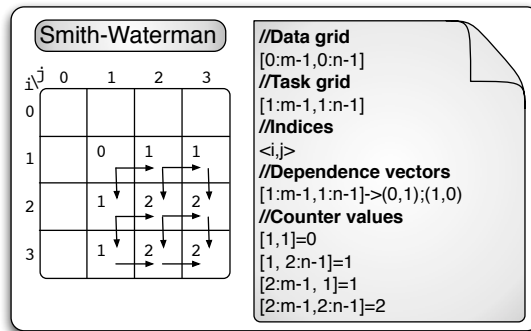 Smith-Waterman
i\j 0 1 2 3
0
1 0 1 1
2 1 2 2
3 1 2 2
//Data grid
[0:m-1,0:n-1]
//Task grid
[1:m-1,1:n-1]
//Indices
<i,j>
//Dependence vectors
[1:m-1,1:n-1]->(0,1);(1,0)
//Counter values
[1,1]=0
[1, 2:n-1]=1
[2:m-1, 1]=1
[2:m-1,2:n-1]=2